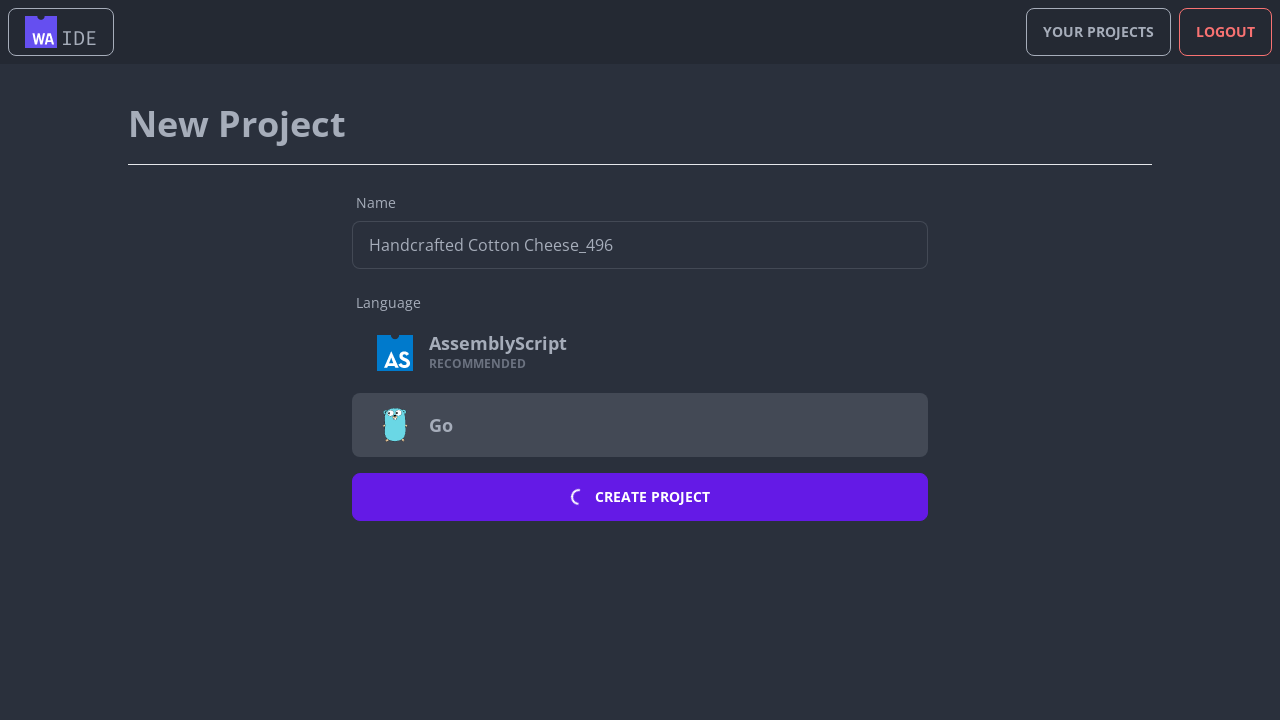 WA IDE
YOUR PROJECTS
LOGOUT
New Project
Name
Handcrafted Cotton Cheese_496
Language
AS
AssemblyScript
RECOMMENDED
Go
CREATE PROJECT